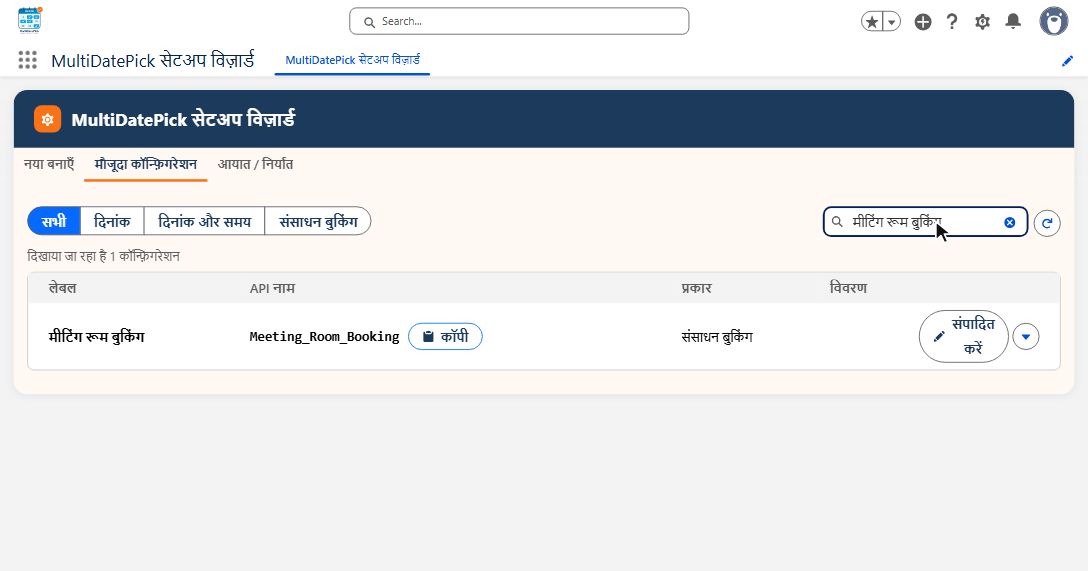 Search...
MultiDatePick सेटअप विज़ार्ड
MultiDatePick सेटअप विज़ार्ड
MultiDatePick सेटअप विज़ार्ड
नया बनाएँ
मौजूदा कॉन्फ़िगरेशन
आयात / निर्यात
सभी
दिनांक
दिनांक और समय
संसाधन बुकिंग
मीटिंग रूम बुकिंग
दिखाया जा रहा है 1 कॉन्फ़िगरेशन
लेबल
API नाम
प्रकार
विवरण
मीटिंग रूम बुकिंग
Meeting_Room_Booking
कॉपी
संसाधन बुकिंग
संपादित
करें